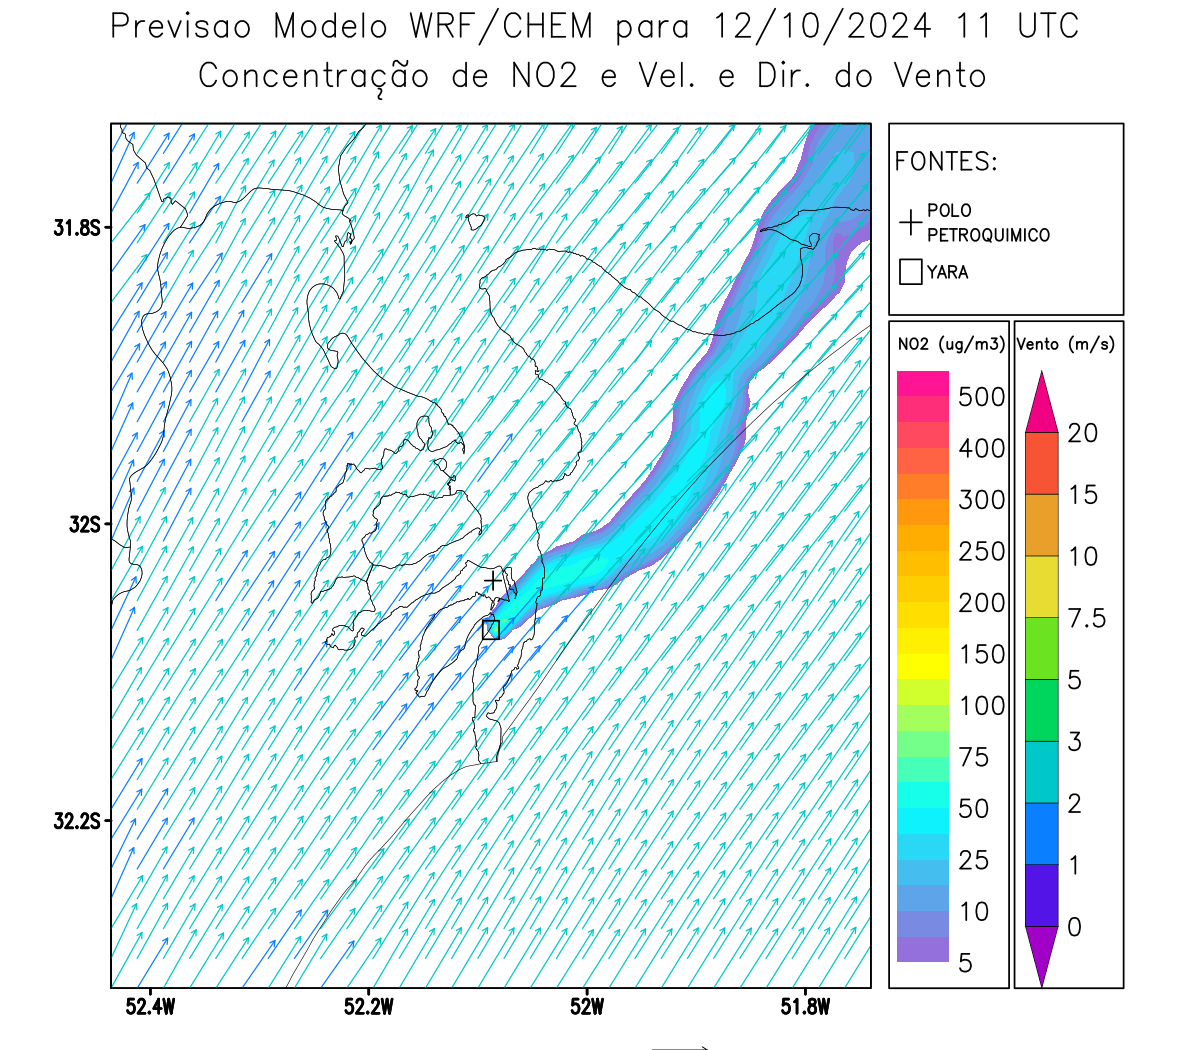 Previsao Modelo WRF/CHEM para 12/10/2024 11 UTC
Concentração de NO2 e Vel. e Dir. do Vento
FONTES:
POLO
PETROQUIMICO
YARA
31.8S
32S
32.2S
52.4W
52.2W
52W
51.8W
NO2 (ug/m3)
500
400
300
250
200
150
100
75
50
25
10
5
Vento (m/s)
20
15
10
7.5
5
3
2
1
0